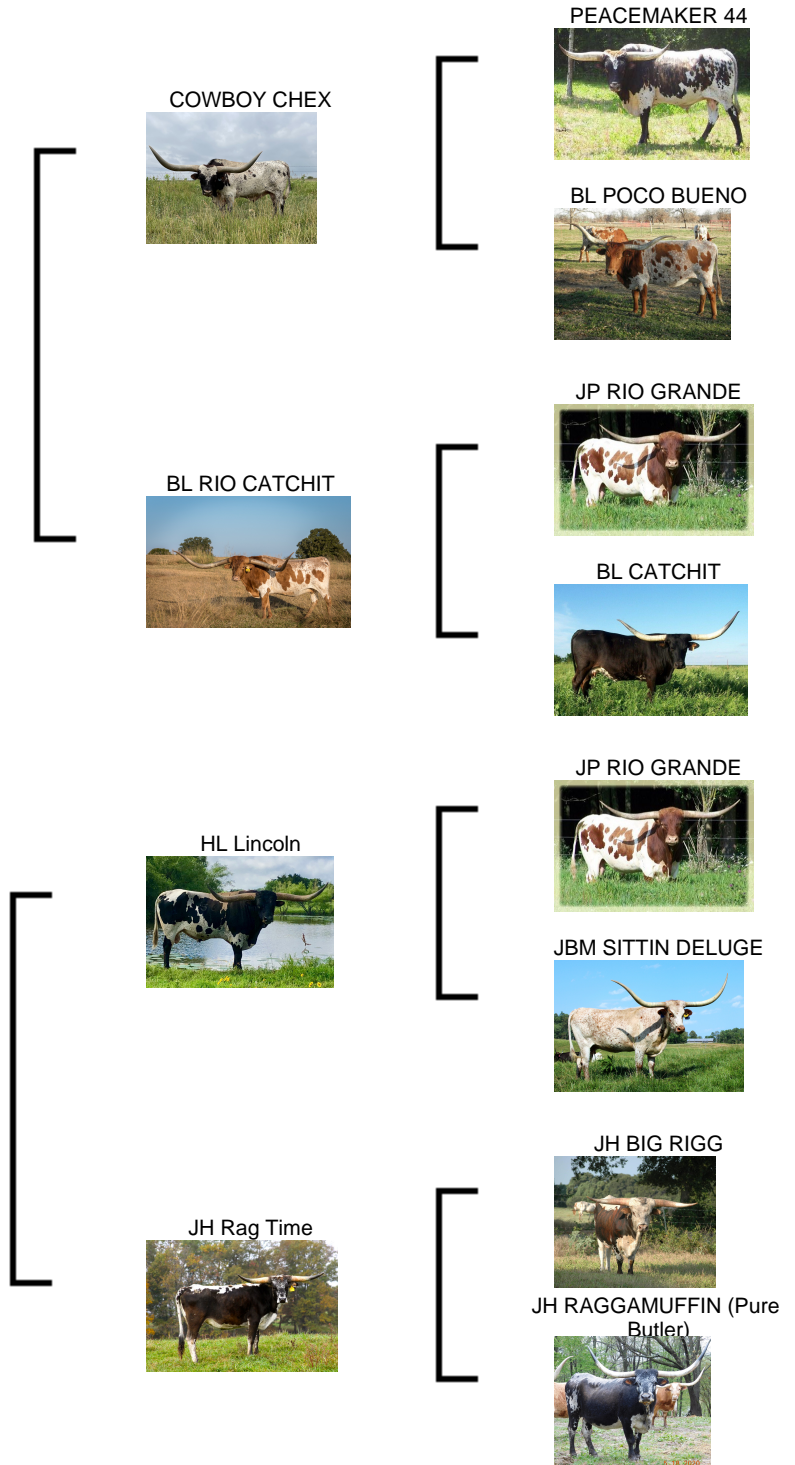 PEACEMAKER 44
COWBOY CHEX
BL POCO BUENO
JP RIO GRANDE
BL RIO CATCHIT
BL CATCHIT
JP RIO GRANDE
HL Lincoln
JBM SITTIN DELUGE
JH BIG RIGG
JH Rag Time
JH RAGGAMUFFIN (Pure
Butler)